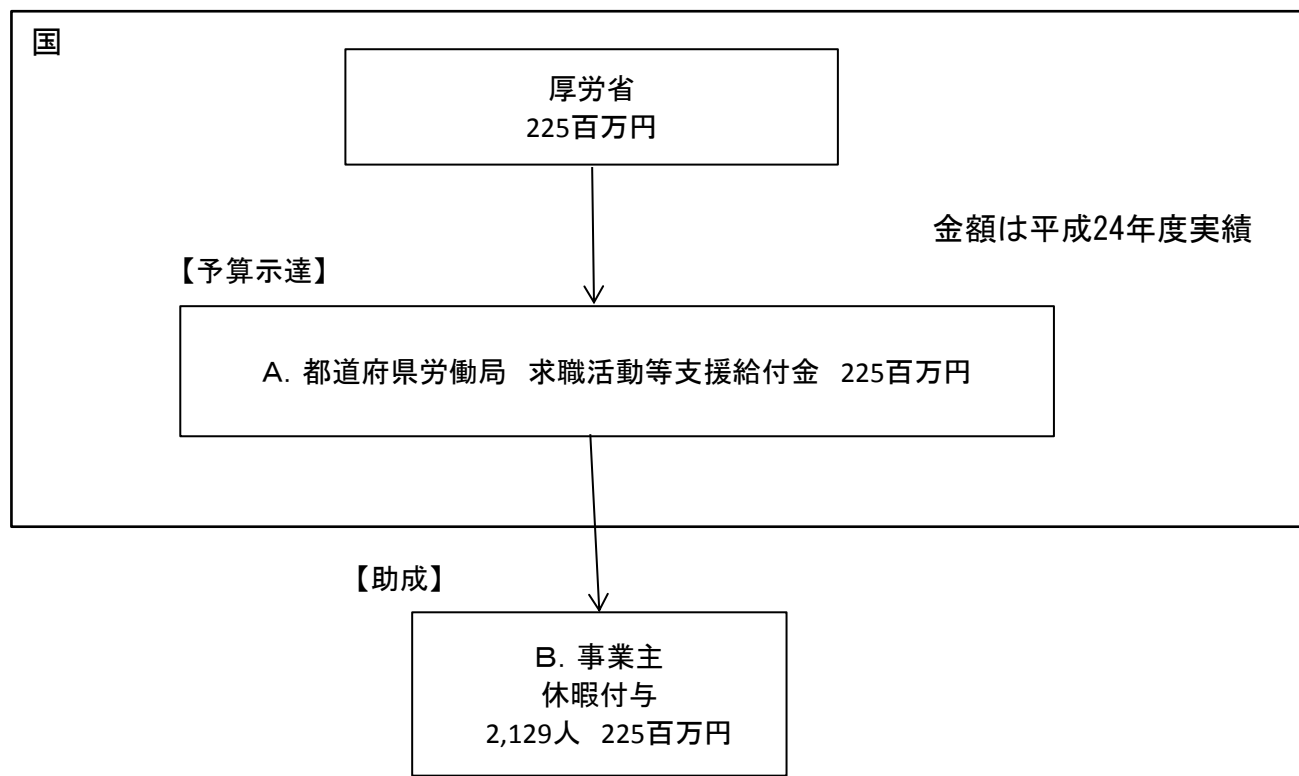 国
厚労省
225百万円
金額は平成24年度実績
【予算示達】
A. 都道府県労働局　求職活動等支援給付金　225百万円
【助成】
B. 事業主
休暇付与
2,129人　225百万円